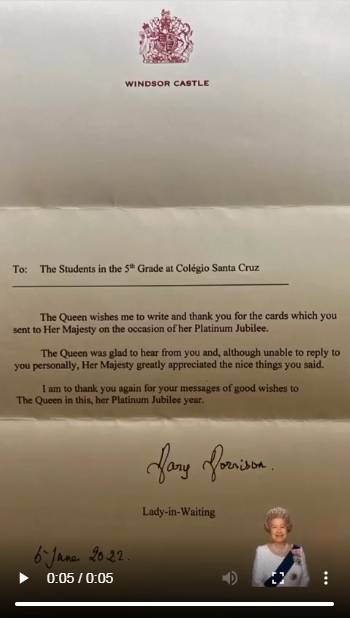 WINDSOR CASTLE
To: The Students in the 5th Grade at Colégio Santa Cruz
The Queen wishes me to write and thank you for the cards which you
sent to Her Majesty on the occasion of her Platinum Jubilee.
The Queen was glad to hear from you and, although unable to reply to
you personally, Her Majesty greatly appreciated the nice things you said.
I am to thank you again for your messages of good wishes to
The Queen in this, her Platinum Jubilee year.
Mary Morrison.
Lady-in-Waiting
6 June 2022.
0:05 / 0:05